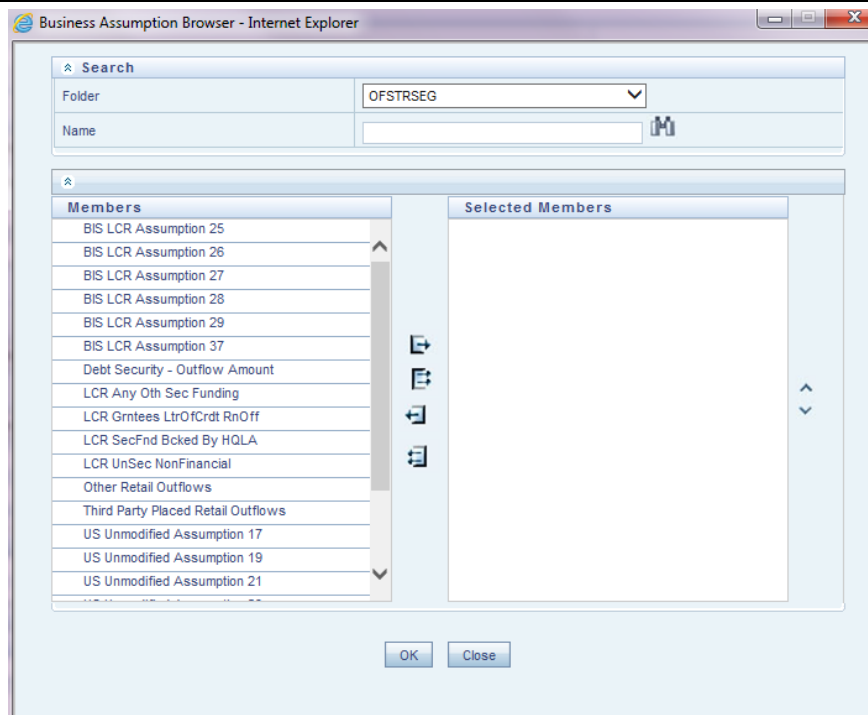 Business Assumption Browser - Internet Explorer
Search
Folder OFSTRSEG
Name
Members Selected Members
BIS LCR Assumption 25
BIS LCR Assumption 26
BIS LCR Assumption 27
BIS LCR Assumption 28
BIS LCR Assumption 29
BIS LCR Assumption 37
Debt Security - Outflow Amount
LCR Any Oth Sec Funding
LCR Grntees LtrOfCrdt RnOff
LCR SecFnd Bcked By HQLA
LCR UnSec NonFinancial
Other Retail Outflows
Third Party Placed Retail Outflows
US Unmodified Assumption 17
US Unmodified Assumption 19
US Unmodified Assumption 21
OK Close